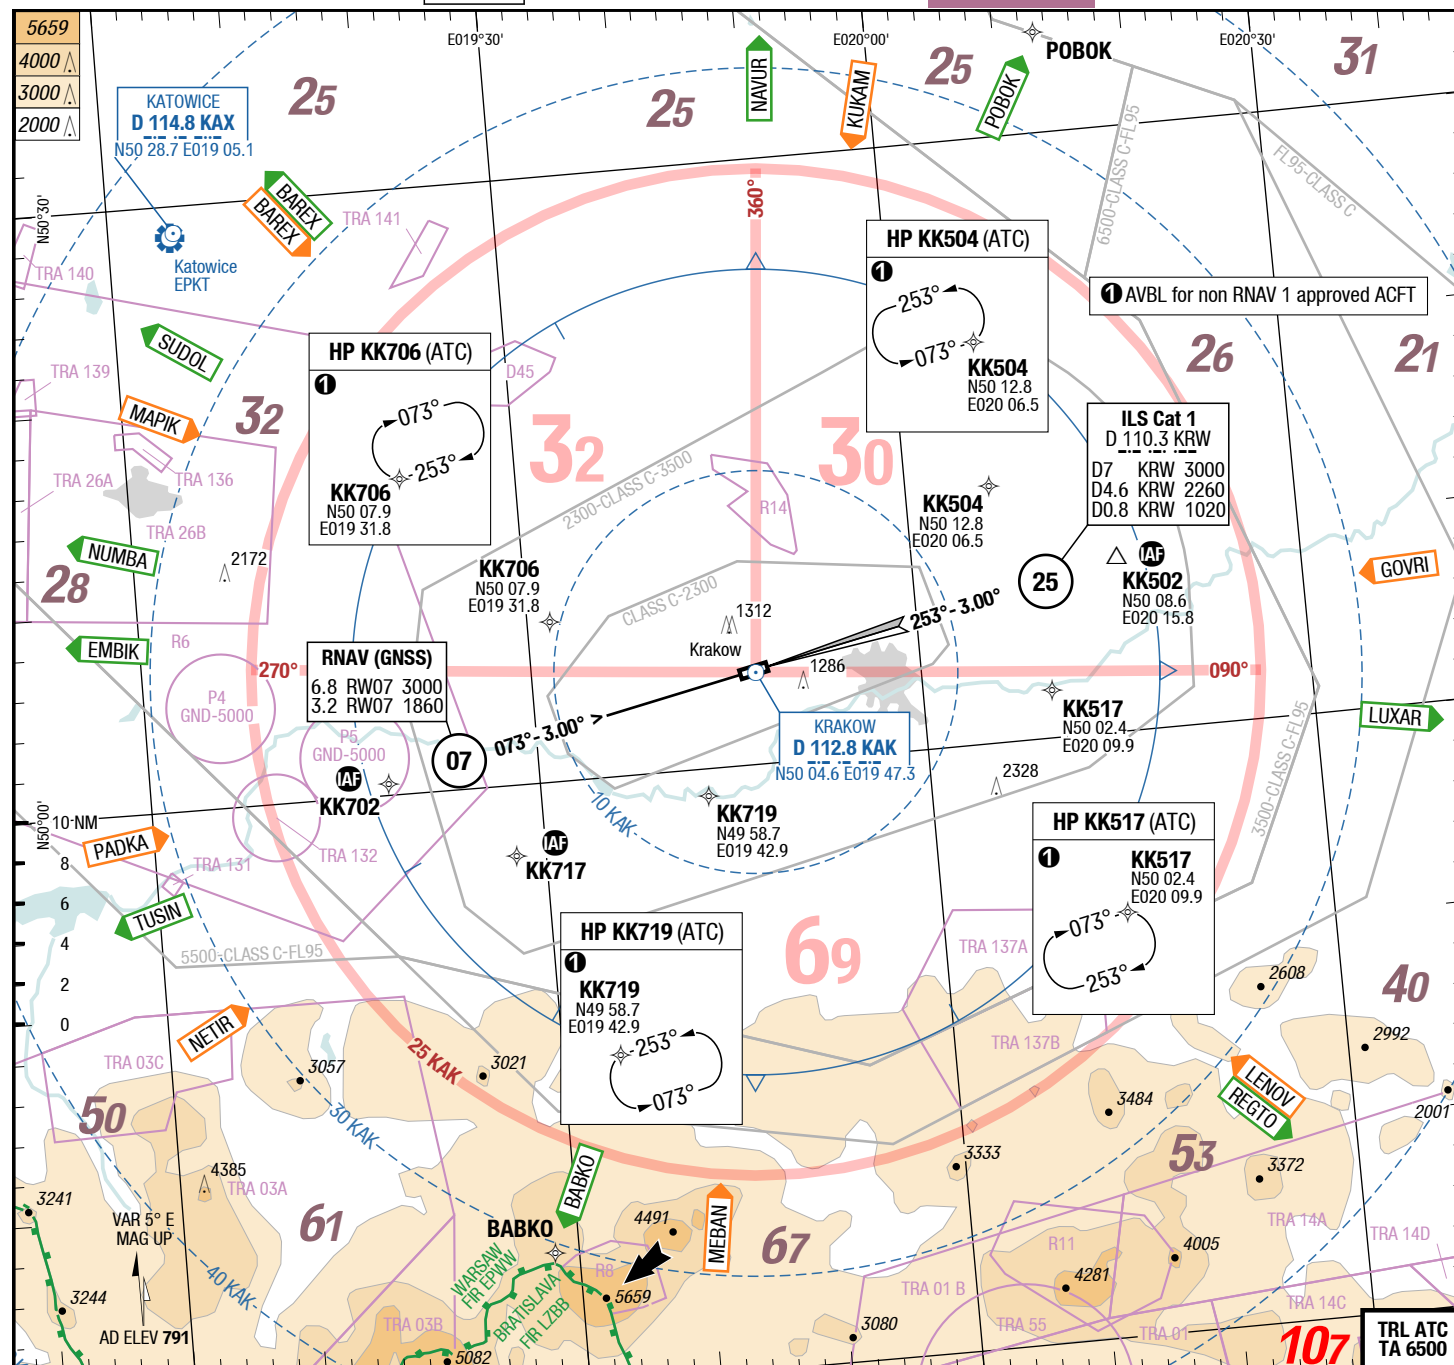 5659
4000
3000
2000
E019°30'
E020°00'
E020°30'
KATOWICE
D 114.8 KAX
N50 28.7 E019 05.1
25
25
25
31
NAVUR
KUKAM
POBOK
POBOK
BAREX
BAREX
TRA 141
360°
6500-CLASS C-FL95
FL95-CLASS C
N50°30'
TRA 140
Katowice
EPKT
HP KK504 (ATC)
1
253°
073°
KK504
N50 12.8
E020 06.5
1 AVBL for non RNAV 1 approved ACFT
SUDOL
HP KK706 (ATC)
1
073°
253°
KK706
N50 07.9
E019 31.8
D45
26
21
TRA 139
MAPIK
32
32
30
ILS Cat 1
D 110.3 KRW
D7 KRW 3000
D4.6 KRW 2260
D0.8 KRW 1020
TRA 26A
TRA 136
TRA 26B
2300-CLASS C-3500
R14
KK504
N50 12.8
E020 06.5
NUMBA
2172
28
KK706
N50 07.9
E019 31.8
CLASS C-2300
25
IAF
KK502
N50 08.6
E020 15.8
GOVRI
1312
Krakow
253°- 3.00°
EMBIK
R6
RNAV (GNSS)
6.8 RW07 3000
3.2 RW07 1860
270°
1286
090°
P4
GND-5000
P5
GND-5000
073°- 3.00° >
07
KRAKOW
D 112.8 KAK
N50 04.6 E019 47.3
KK517
N50 02.4
E020 09.9
LUXAR
3500-CLASS C-FL95
IAF
KK702
10 KAK
2328
N50°00'
10 NM
8
6
4
2
0
PADKA
TRA 131
TRA 132
KK719
N49 58.7
E019 42.9
IAF
KK717
HP KK517 (ATC)
1
KK517
N50 02.4
E020 09.9
073°
253°
TUSIN
5500-CLASS C-FL95
HP KK719 (ATC)
1
KK719
N49 58.7
E019 42.9
253°
073°
69
TRA 137A
2608
40
NETIR
TRA 03C
3057
25 KAK
3021
TRA 137B
2992
LENOV
REGTO
2001
50
30 KAK
3484
3333
53
3372
4385
TRA 03A
3241
VAR 5° E
MAG UP
61
BABKO
BABKO
4491
MEBAN
67
TRA 14A
TRA 14D
R11
4005
4281
WARSAW
FIR EPWW
BRATISLAVA
FIR LZBB
R8
5659
40 KAK
3244
AD ELEV 791
TRA 03B
5082
3080
TRA 01 B
TRA 55
TRA 01
TRA 14C
107
TRL ATC
TA 6500